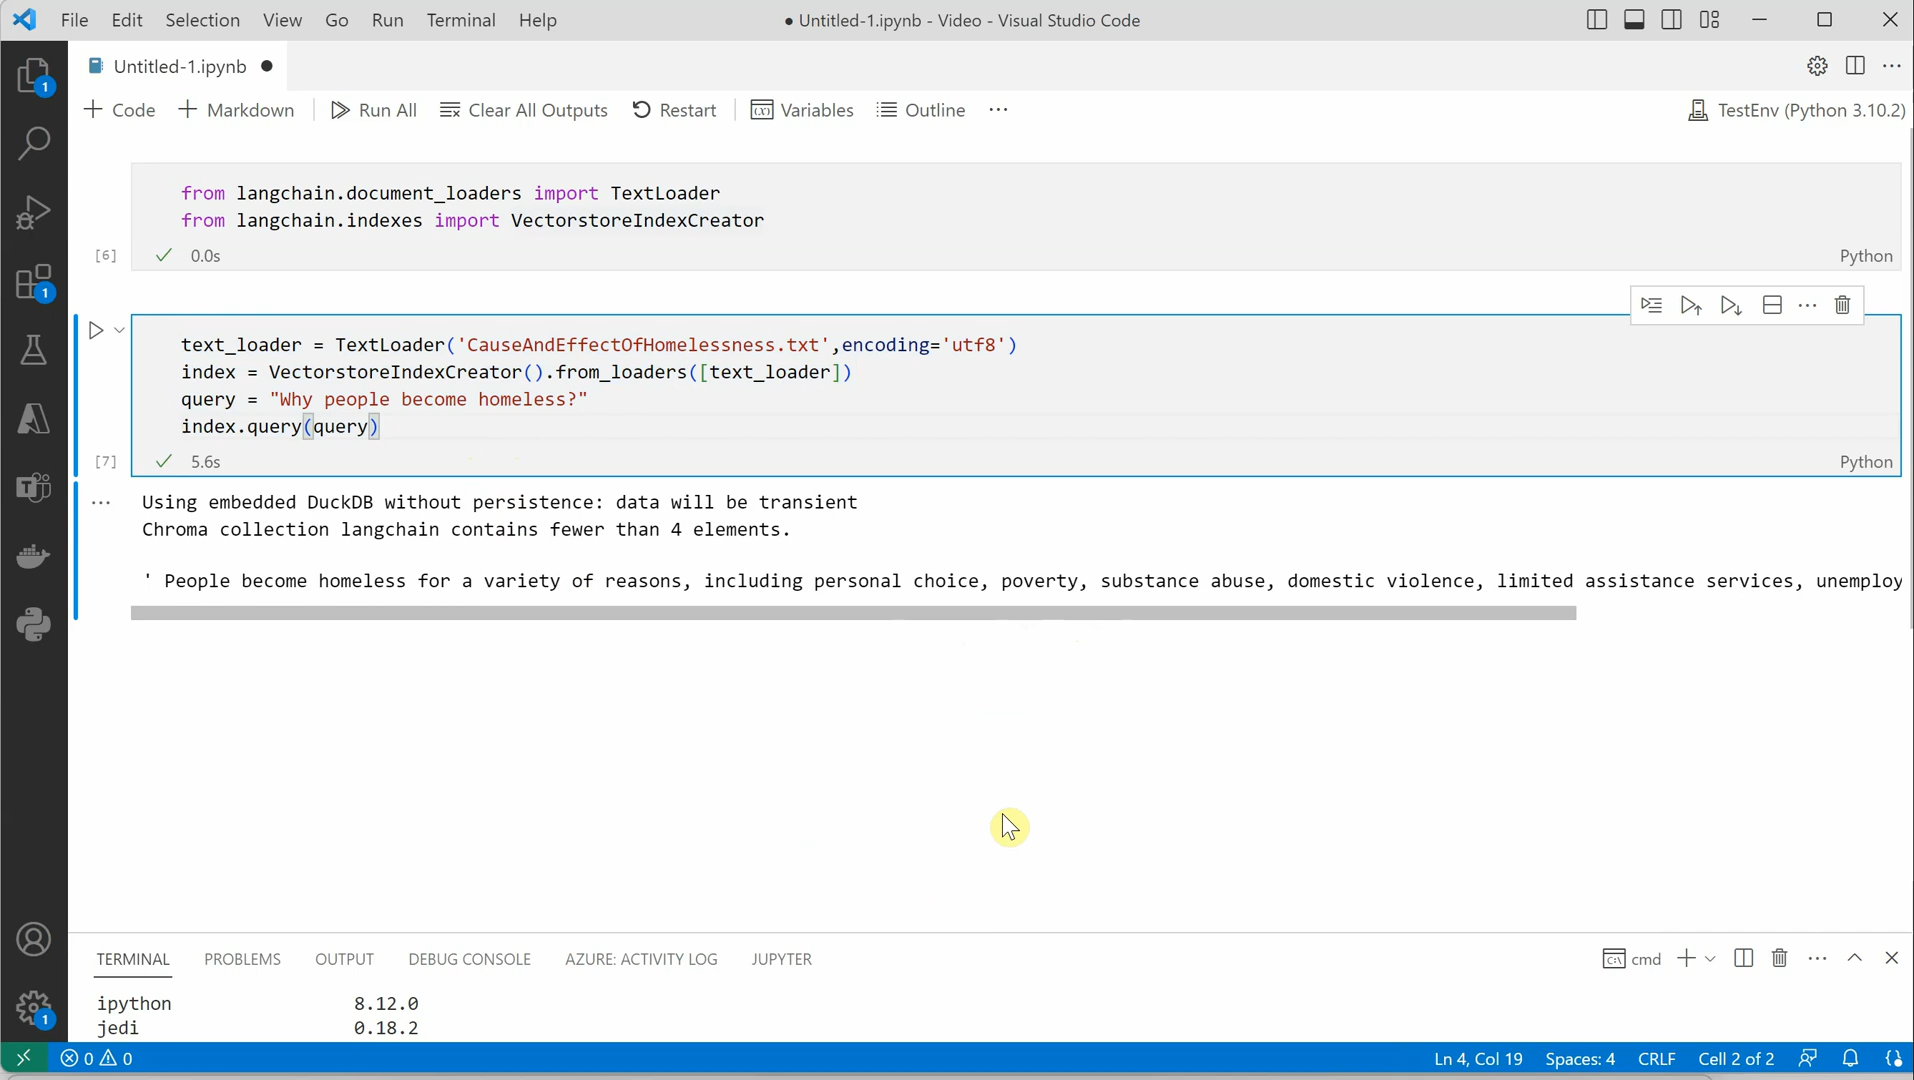 File Edit Selection View Go Run Terminal Help ● Untitled-1.ipynb - Video - Visual Studio Code
Untitled-1.ipynb ●
+ Code + Markdown Run All Clear All Outputs Restart Variables Outline ··· TestEnv (Python 3.10.2)
from langchain.document_loaders import TextLoader
from langchain.indexes import VectorstoreIndexCreator
[6] 0.0s Python
text_loader = TextLoader('CauseAndEffectOfHomelessness.txt',encoding='utf8')
index = VectorstoreIndexCreator().from_loaders([text_loader])
query = "Why people become homeless?"
index.query(query)
[7] 5.6s Python
Using embedded DuckDB without persistence: data will be transient
Chroma collection langchain contains fewer than 4 elements.
' People become homeless for a variety of reasons, including personal choice, poverty, substance abuse, domestic violence, limited assistance services, unemploy
TERMINAL PROBLEMS OUTPUT DEBUG CONSOLE AZURE: ACTIVITY LOG JUPYTER cmd
ipython 8.12.0
jedi 0.18.2
0 0 Ln 4, Col 19 Spaces: 4 CRLF Cell 2 of 2
1
1
1